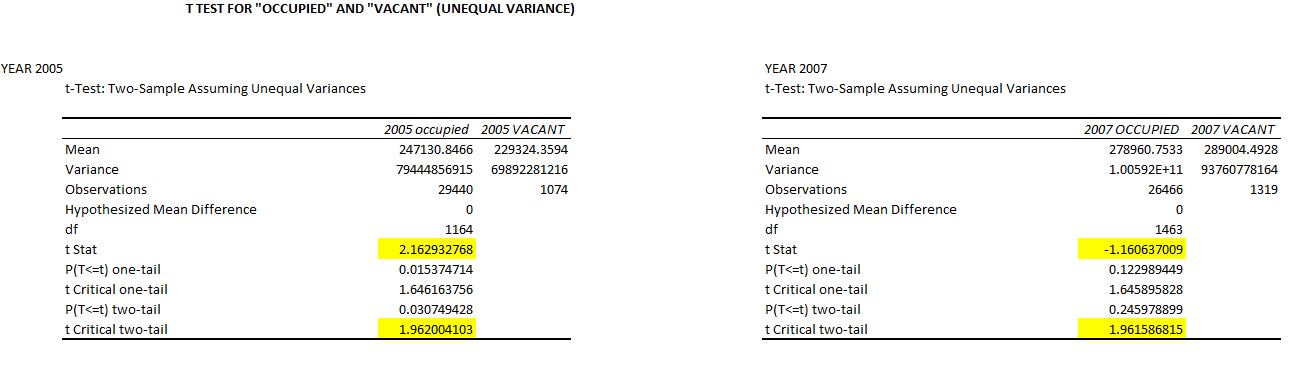 T TEST FOR "OCCUPIED" AND "VACANT" (UNEQUAL VARIANCE)
YEAR 2005
t-Test: Two-Sample Assuming Unequal Variances
2005 occupied 2005 VACANT
Mean 247130.8466 229324.3594
Variance 79444856915 69892281216
Observations 29440 1074
Hypothesized Mean Difference 0
df 1164
t Stat 2.162932768
P(T<=t) one-tail 0.015374714
t Critical one-tail 1.646163756
P(T<=t) two-tail 0.030749428
t Critical two-tail 1.962004103
YEAR 2007
t-Test: Two-Sample Assuming Unequal Variances
2007 OCCUPIED 2007 VACANT
Mean 278960.7533 289004.4928
Variance 1.00592E+11 93760778164
Observations 26466 1319
Hypothesized Mean Difference 0
df 1463
t Stat -1.160637009
P(T<=t) one-tail 0.122989449
t Critical one-tail 1.645895828
P(T<=t) two-tail 0.245978899
t Critical two-tail 1.961586815